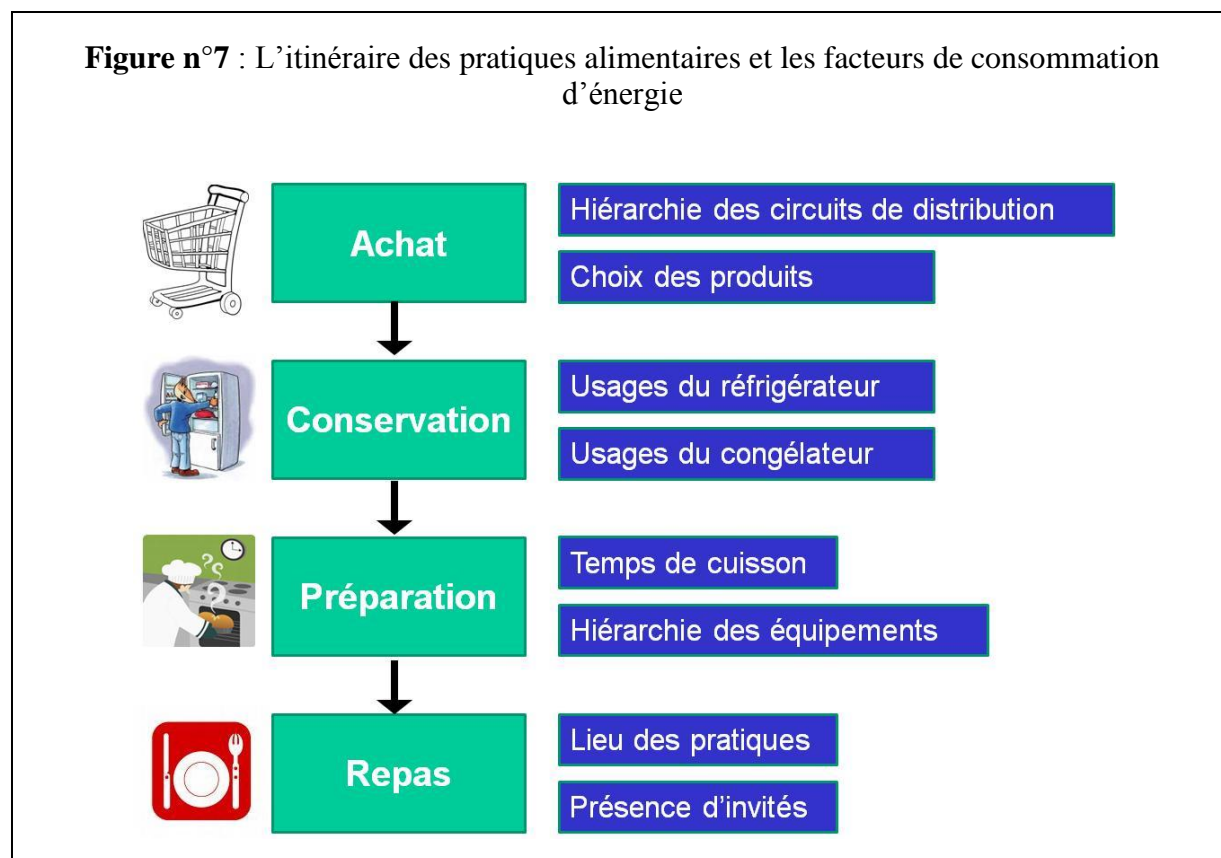 Figure n°7 : L’itinéraire des pratiques alimentaires et les facteurs de consommation
d’énergie
Achat
Hiérarchie des circuits de distribution
Choix des produits
Conservation
Usages du réfrigérateur
Usages du congélateur
Préparation
Temps de cuisson
Hiérarchie des équipements
Repas
Lieu des pratiques
Présence d’invités